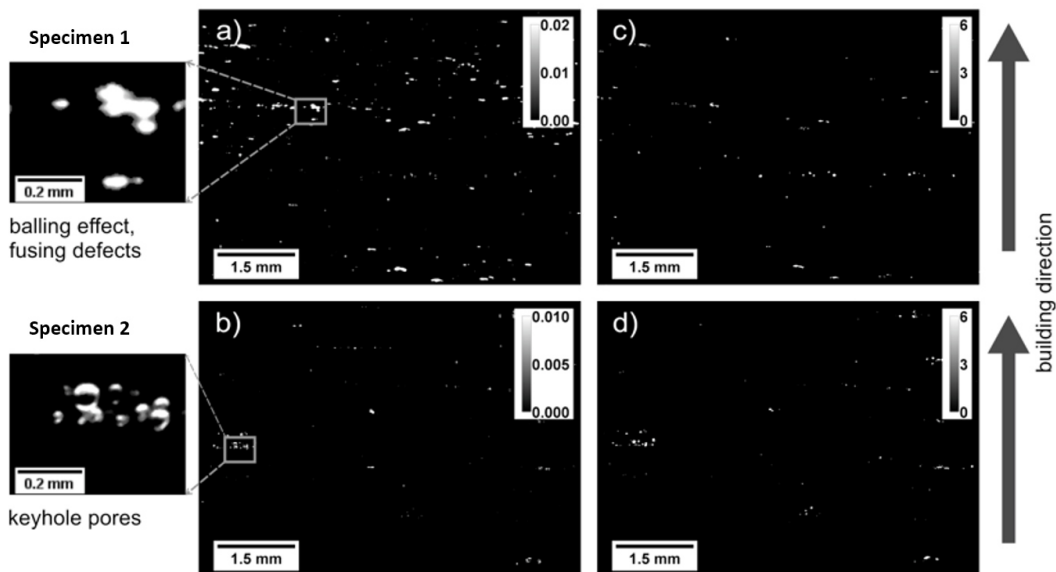 Specimen 1
a)
0.02
0.01
0.00
c)
6
3
0
0.2 mm
balling effect,
fusing defects
1.5 mm
1.5 mm
building direction
Specimen 2
b)
0.010
0.005
0.000
d)
6
3
0
0.2 mm
keyhole pores
1.5 mm
1.5 mm